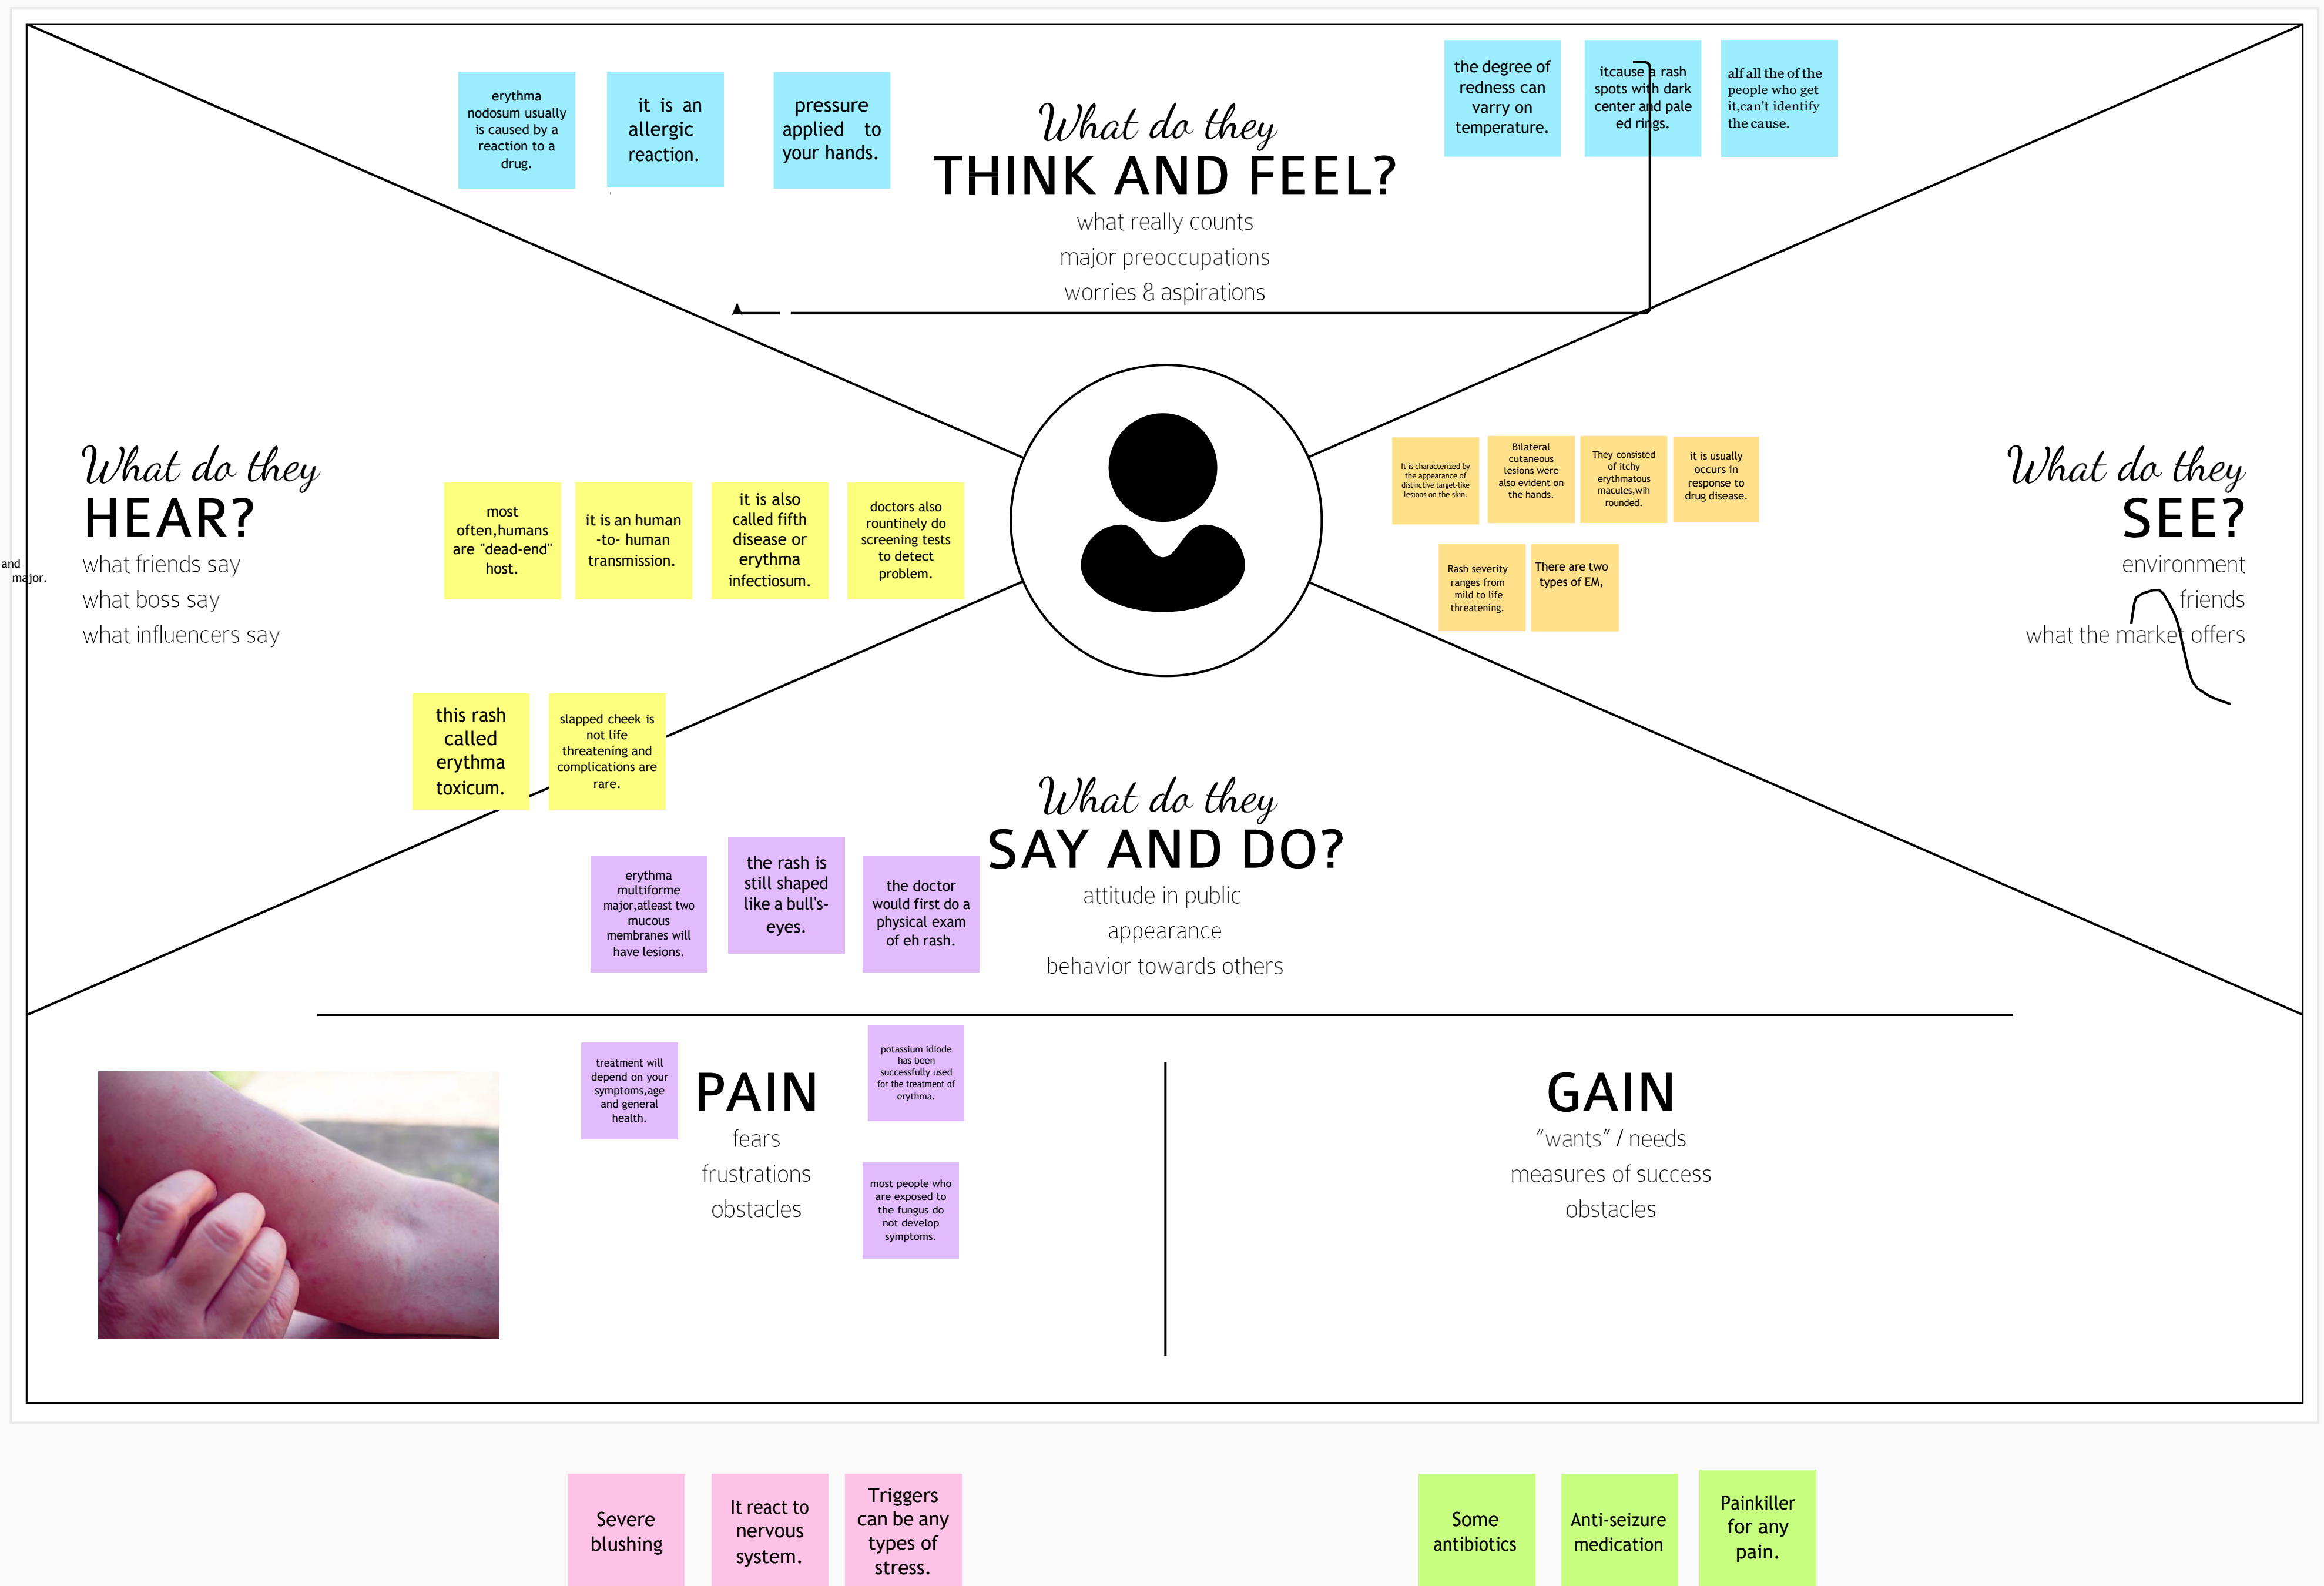 erythma
nodosum usually
is caused by a
reaction to a
drug.
it is an
allergic
reaction.
pressure
applied to
your hands.
What do they
THINK AND FEEL?
what really counts
major preoccupations
worries & aspirations
the degree of
redness can
varry on
temperature.
itcause a rash
spots with dark
center and pale
ed rings.
alf all the of the
people who get
it,can't identify
the cause.
What do they
HEAR?
what friends say
what boss say
what influencers say
and
major.
most
often,humans
are "dead-end"
host.
it is an human
-to- human
transmission.
it is also
called fifth
disease or
erythma
infectiosum.
doctors also
rountinely do
screening tests
to detect
problem.
this rash
called
erythma
toxicum.
slapped cheek is
not life
threatening and
complications are
rare.
It is characterized by
the appearance of
distinctive target-like
lesions on the skin.
Bilateral
cutaneous
lesions were
also evident on
the hands.
They consisted
of itchy
erythmatous
macules,wih
rounded.
it is usually
occurs in
response to
drug disease.
Rash severity
ranges from
mild to life
threatening.
There are two
types of EM,
What do they
SEE?
environment
friends
what the market offers
What do they
SAY AND DO?
attitude in public
appearance
behavior towards others
erythma
multiforme
major,atleast two
mucous
membranes will
have lesions.
the rash is
still shaped
like a bull's-
eyes.
the doctor
would first do a
physical exam
of eh rash.
treatment will
depend on your
symptoms,age
and general
health.
PAIN
fears
frustrations
obstacles
potassium idiode
has been
successfully used
for the treatment of
erythma.
most people who
are exposed to
the fungus do
not develop
symptoms.
GAIN
“wants” / needs
measures of success
obstacles
Severe
blushing
It react to
nervous
system.
Triggers
can be any
types of
stress.
Some
antibiotics
Anti-seizure
medication
Painkiller
for any
pain.